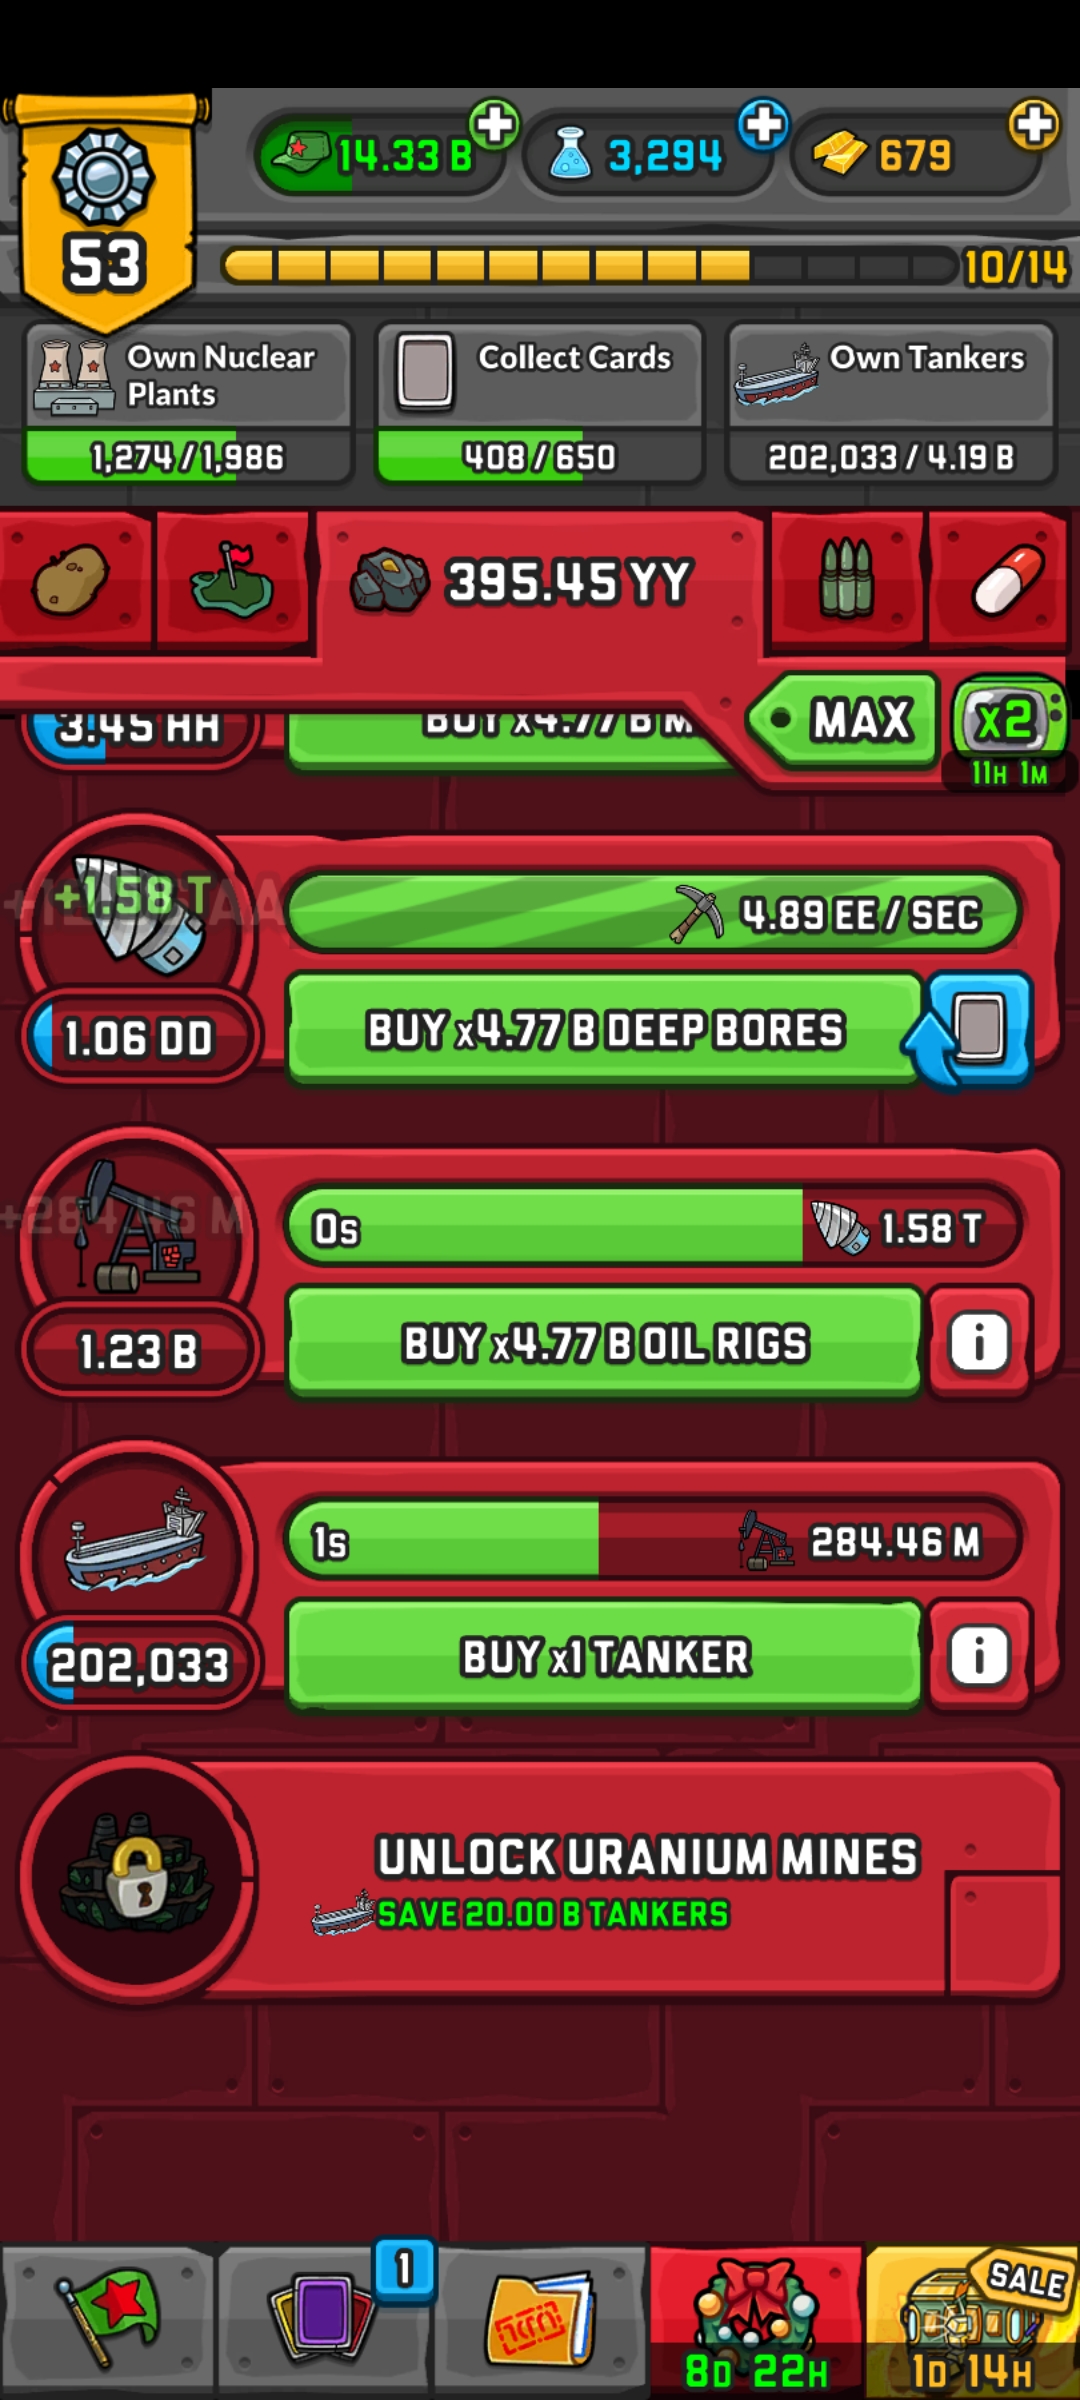 14.33 B
3,294
679
53
10/14
Own Nuclear
Plants
1,274 / 1,986
Collect Cards
408 / 650
Own Tankers
202,033 / 4.19 B
395.45 YY
MAX
x2
11H 1M
3.45 HH
BUY x4.77 B M
+1.58 T
4.89 EE / SEC
1.06 DD
BUY x4.77 B DEEP BORES
+284.46 M
0s
1.58 T
1.23 B
BUY x4.77 B OIL RIGS
i
1s
284.46 M
202,033
BUY x1 TANKER
i
UNLOCK URANIUM MINES
SAVE 20.00 B TANKERS
1
SALE
8D 22H
1D 14H